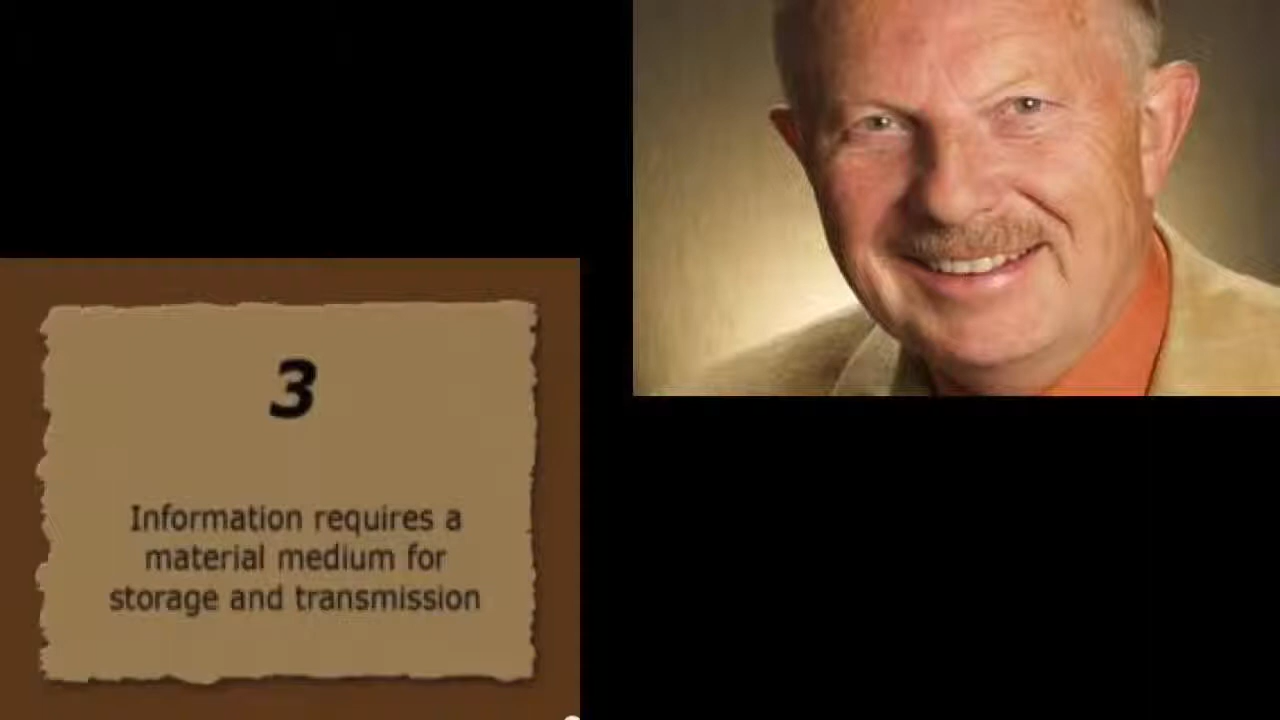 3
Information requires a
material medium for
storage and transmission